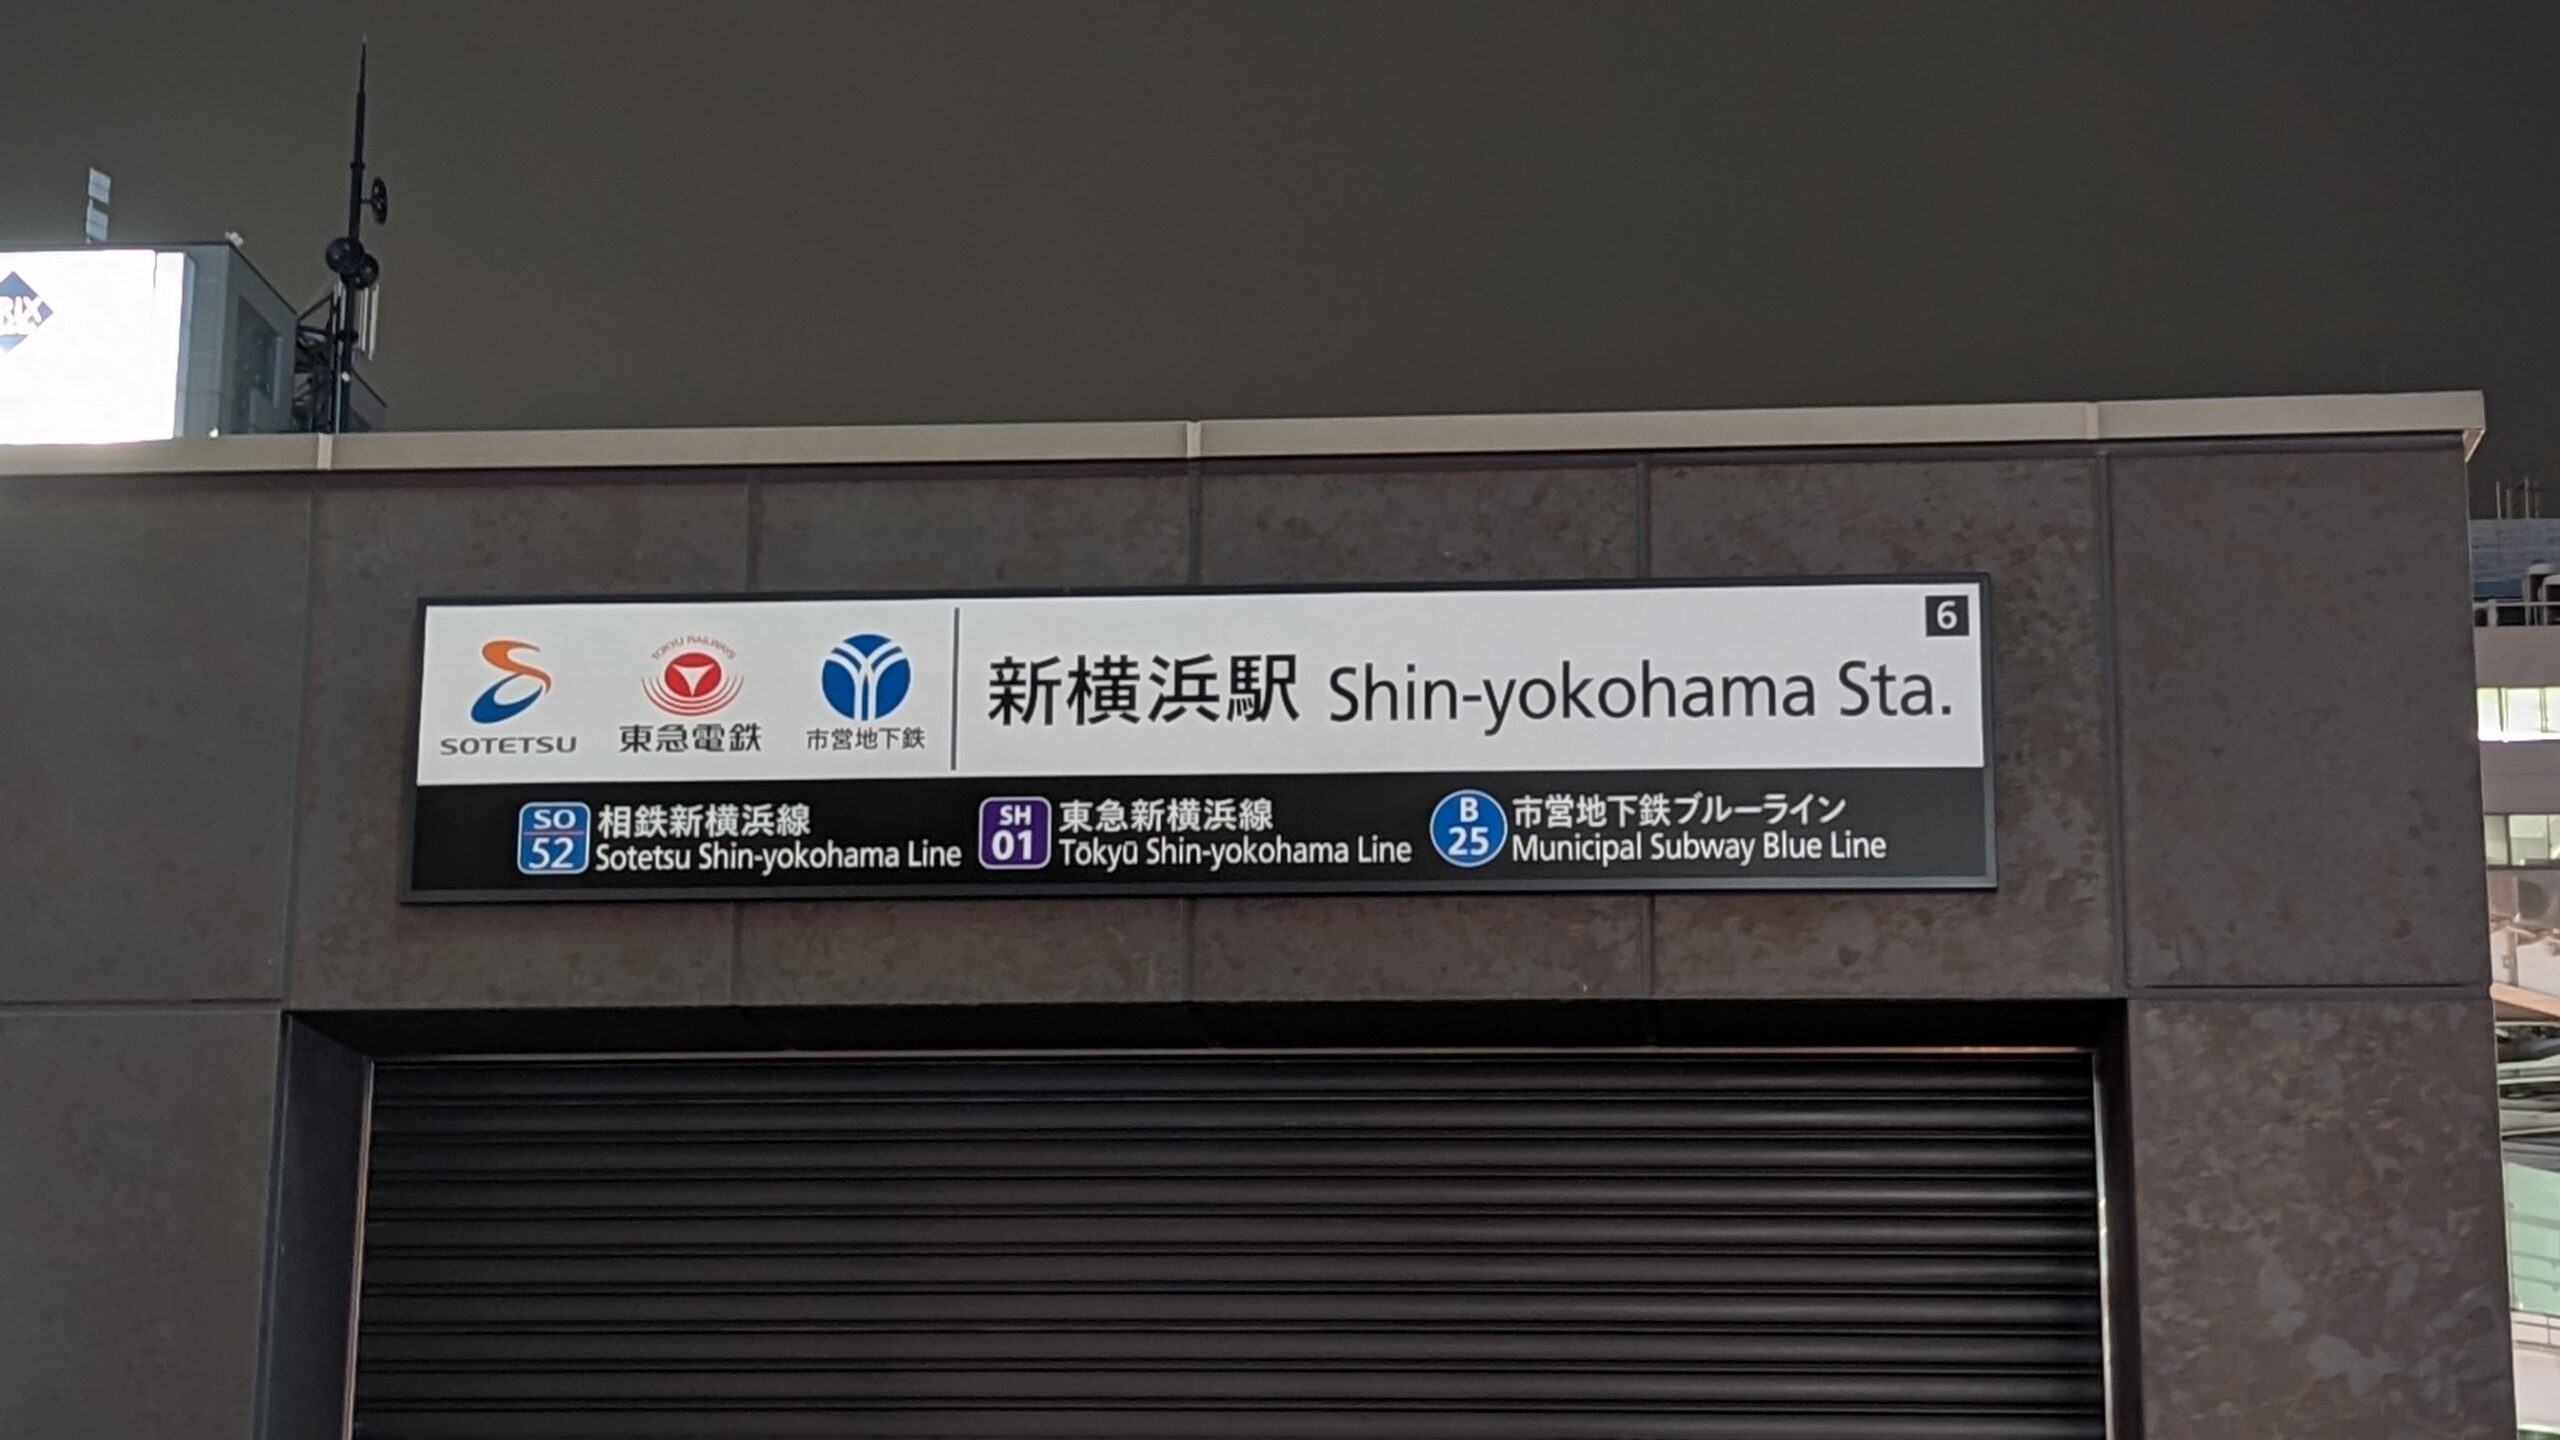 RIX
SOTETSU
TOKYU RAILWAYS
東急電鉄
市営地下鉄
新横浜駅 Shin-yokohama Sta.
6
SO
52
相鉄新横浜線
Sotetsu Shin-yokohama Line
SH
01
東急新横浜線
Tōkyū Shin-yokohama Line
B
25
市営地下鉄ブルーライン
Municipal Subway Blue Line